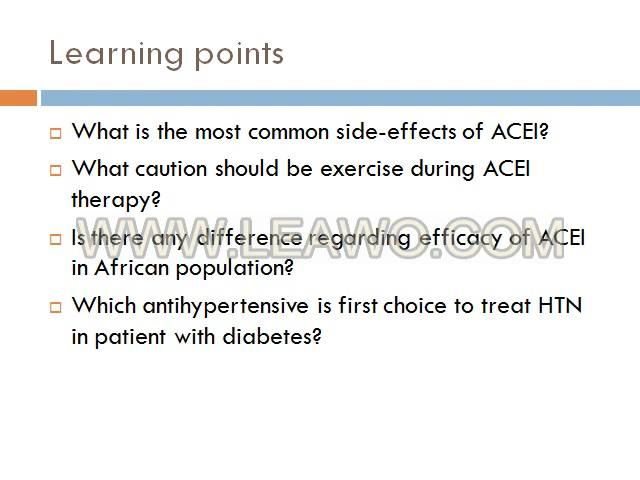 Learning points
What is the most common side-effects of ACEI?
What caution should be exercise during ACEI
therapy?
WWW.LEAWO.COM
Is there any difference regarding efficacy of ACEI
in African population?
Which antihypertensive is first choice to treat HTN
in patient with diabetes?